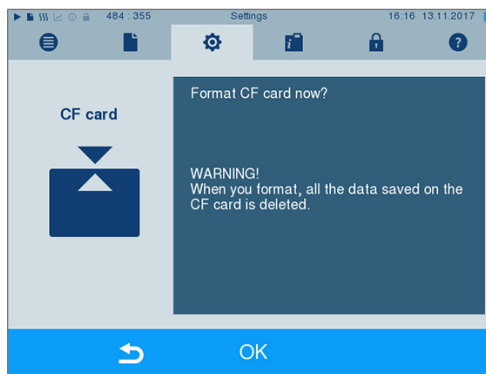 484 : 355 Settings 16:16 13.11.2017
i ?
CF card
Format CF card now?
WARNING!
When you format, all the data saved on the
CF card is deleted.
OK